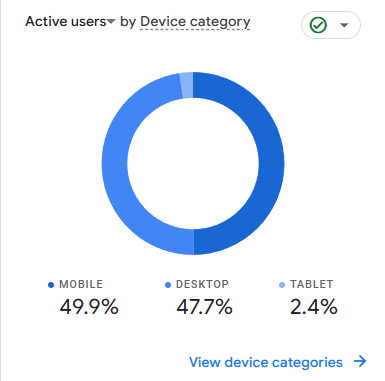 Active users by Device category
MOBILE DESKTOP TABLET
49.9% 47.7% 2.4%
View device categories